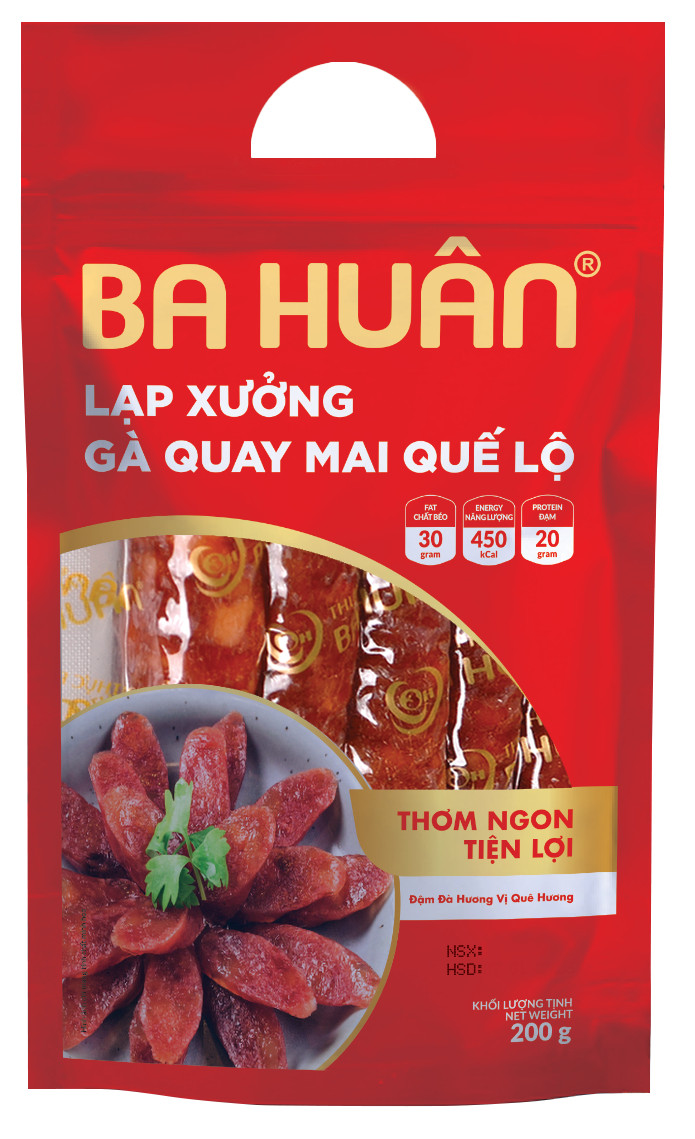 BA HUÂN®
LẠP XƯỞNG
GÀ QUAY MAI QUẾ LỘ
FAT
CHẤT BÉO
30
gram
ENERGY
NĂNG LƯỢNG
450
kCal
PROTEIN
ĐẠM
20
gram
THƠM NGON
TIỆN LỢI
Đậm Đà Hương Vị Quê Hương
NSX:
HSD:
KHỐI LƯỢNG TỊNH
NET WEIGHT
200 g